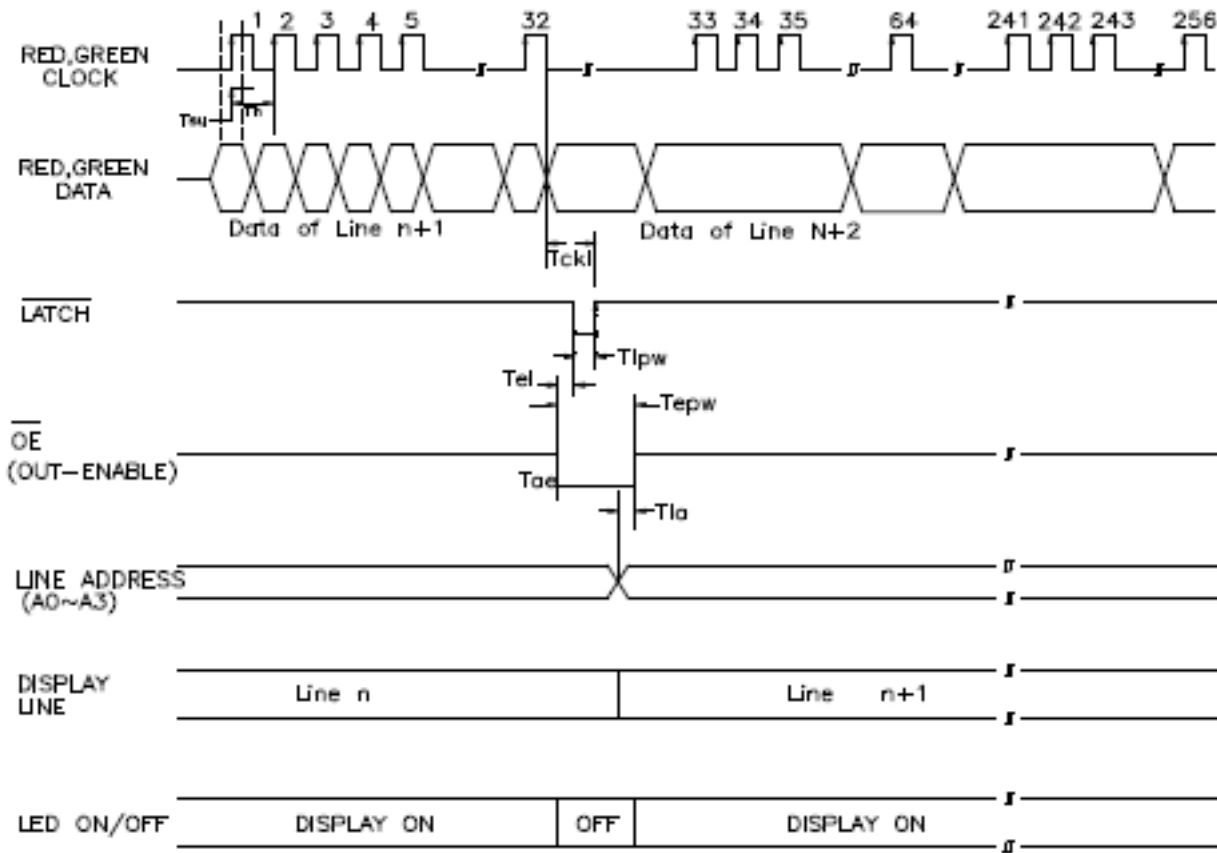 1 2 3 4 5 32 33 34 35 64 241 242 243 256
RED,GREEN
CLOCK
Tsu Th
RED,GREEN
DATA
Data of Line n+1 Data of Line N+2
Tckl
LATCH
Tlpw
Tel
Tepw
OE
(OUT-ENABLE)
Tae
Tla
LINE ADDRESS
(A0~A3)
DISPLAY
LINE
Line n Line n+1
LED ON/OFF DISPLAY ON OFF DISPLAY ON